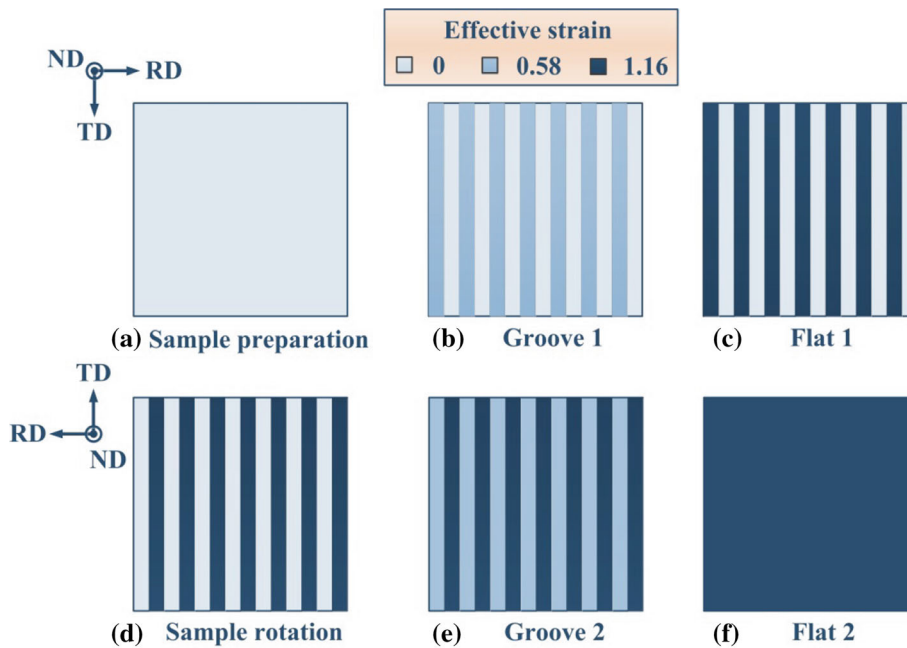 Effective strain
0 0.58 1.16
ND
RD
TD
(a) Sample preparation
(b) Groove 1
(c) Flat 1
TD
RD
ND
(d) Sample rotation
(e) Groove 2
(f) Flat 2